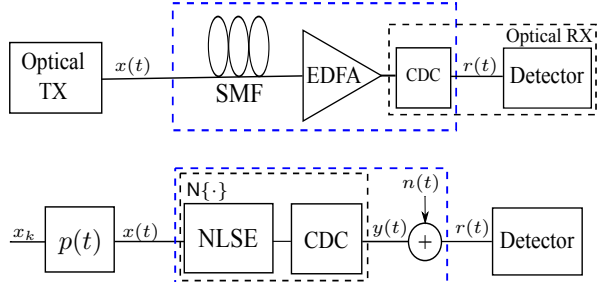 Optical RX
Optical
TX
x(t)
SMF
EDFA
CDC
r(t)
Detector
N{·}
n(t)
x_k
p(t)
x(t)
NLSE
CDC
y(t)
+
r(t)
Detector